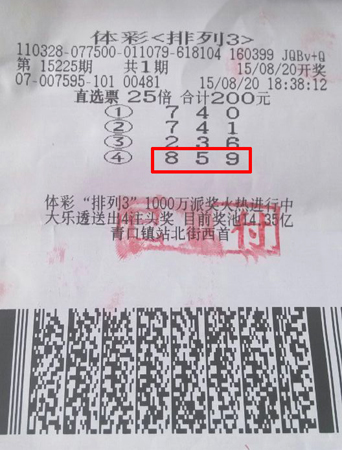 体彩<排列3>
110328-077500-011079-618104 160399 JQBv+Q
第 15225期 共1期 15/08/20开奖
07-007595-101 00481 15/08/20 18:38:12
直选票 25倍 合计200元
① 7 4 0
② 7 4 1
③ 2 3 6
④ 8 5 9
体彩“排列3”1000万派奖火热进行中
大乐透送出4注头奖 目前奖池14.35亿
青口镇站北街西首
付